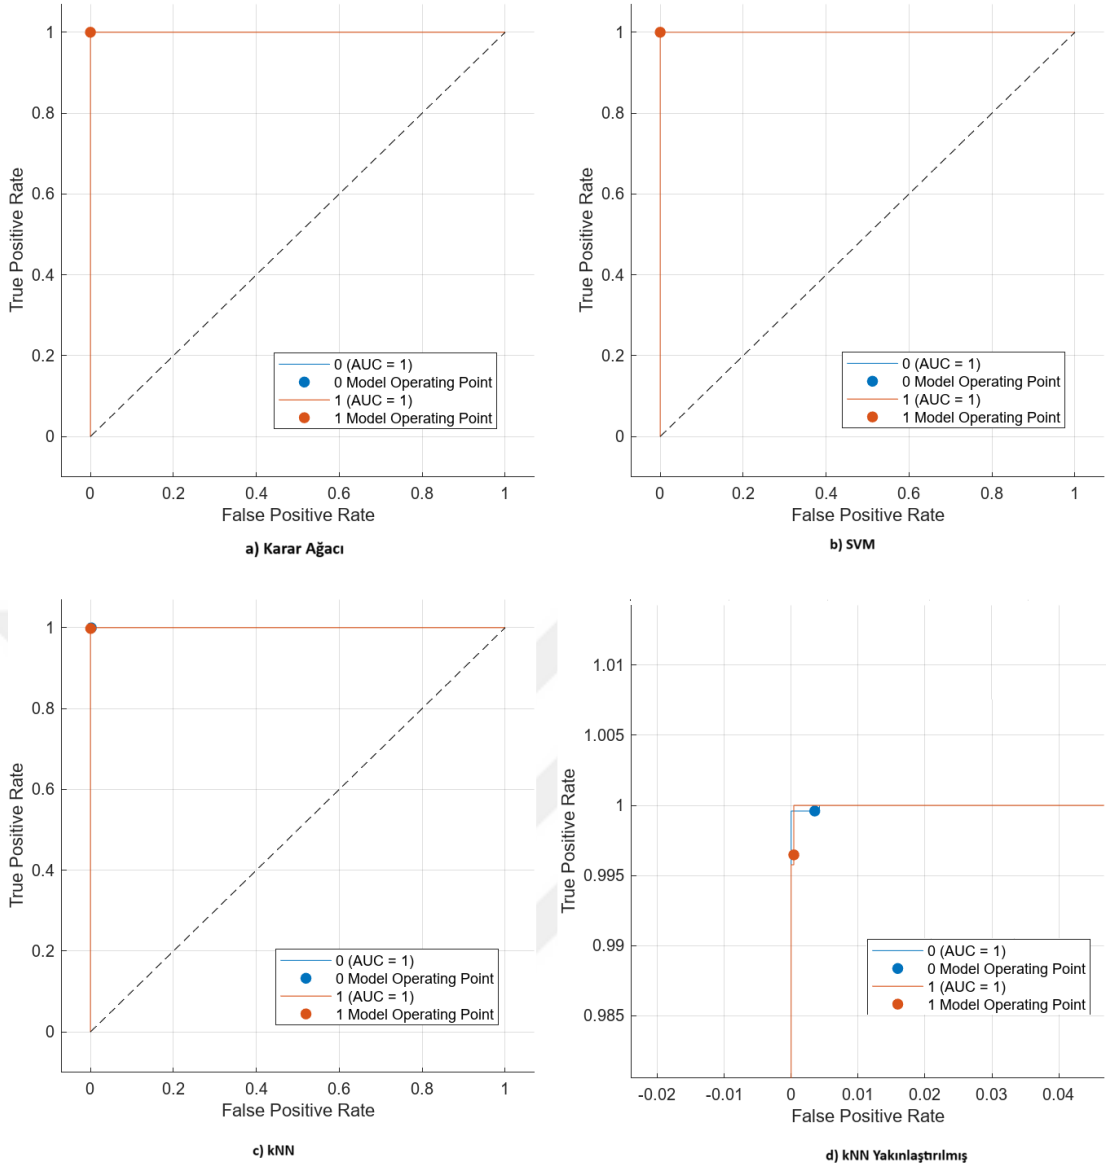 1
0.8
0.6
0.4
0.2
0
True Positive Rate
0 (AUC = 1)
0 Model Operating Point
1 (AUC = 1)
1 Model Operating Point
0 0.2 0.4 0.6 0.8 1
False Positive Rate
a) Karar Ağacı
1
0.8
0.6
0.4
0.2
0
True Positive Rate
0 (AUC = 1)
0 Model Operating Point
1 (AUC = 1)
1 Model Operating Point
0 0.2 0.4 0.6 0.8 1
False Positive Rate
b) SVM
1
0.8
0.6
0.4
0.2
0
True Positive Rate
0 (AUC = 1)
0 Model Operating Point
1 (AUC = 1)
1 Model Operating Point
0 0.2 0.4 0.6 0.8 1
False Positive Rate
c) kNN
1.01
1.005
1
0.995
0.99
0.985
True Positive Rate
0 (AUC = 1)
0 Model Operating Point
1 (AUC = 1)
1 Model Operating Point
-0.02 -0.01 0 0.01 0.02 0.03 0.04
False Positive Rate
d) kNN Yakınlaştırılmış